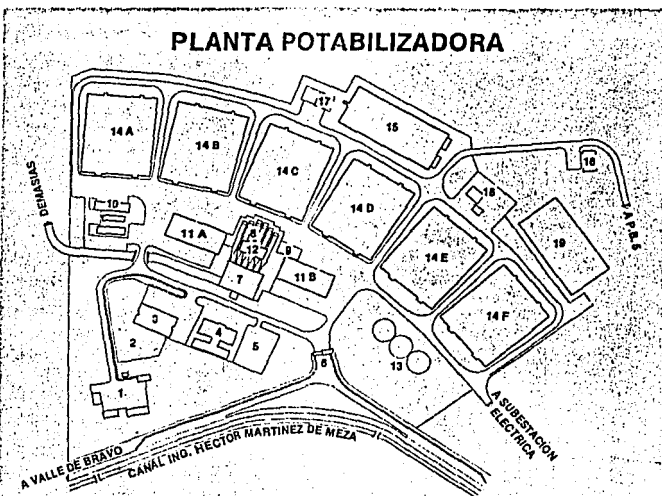 PLANTA POTABILIZADORA
14 A
14 B
14 C
14 D
14 E
14 F
15
16
17
18
19
A P.B.5
DEMASIAS
10
11 A
8
12
9
7
11 B
3
4
5
2
1
6
13
A SUBESTACIÓN
ELECTRICA
A VALLE DE BRAVO
CANAL ING. HECTOR MARTINEZ DE MEZA